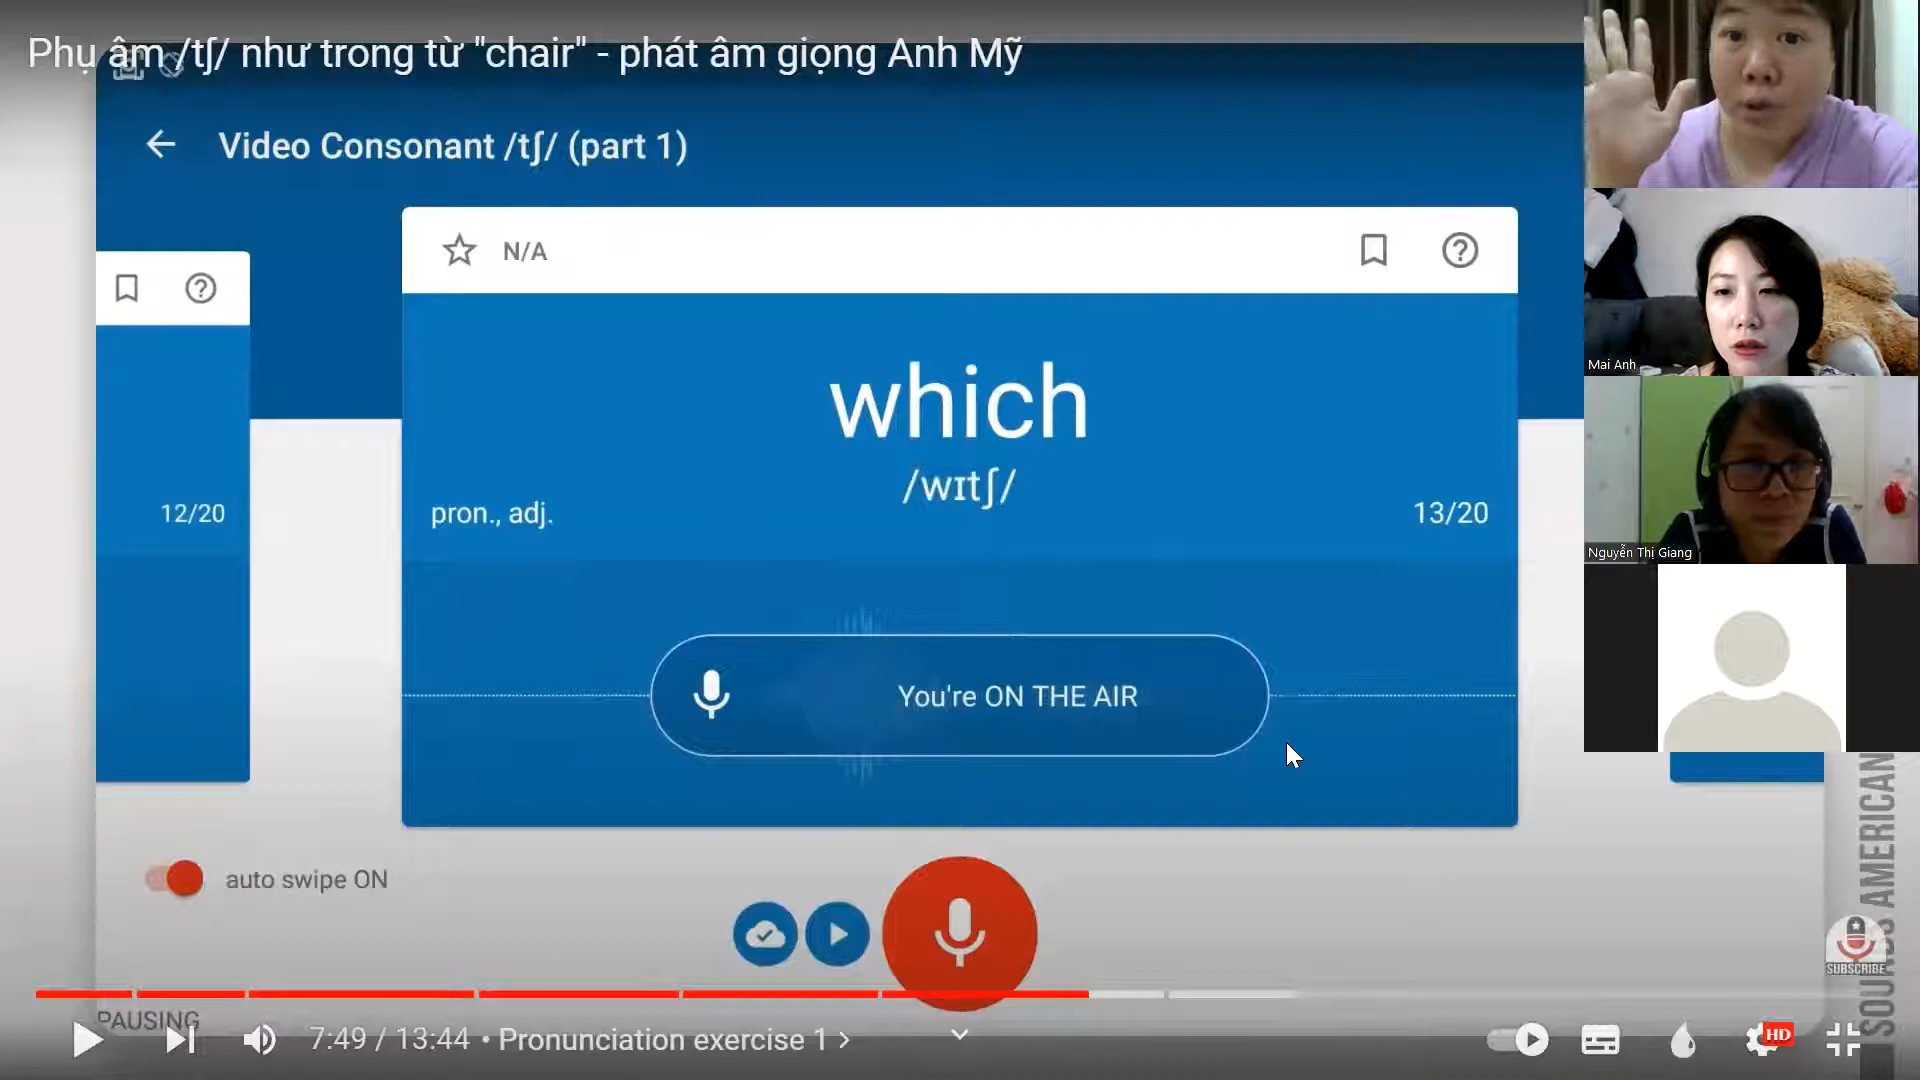 Phụ âm /tʃ/ như trong từ "chair" - phát âm giọng Anh Mỹ
Video Consonant /tʃ/ (part 1)
N/A
which
/wɪtʃ/
pron., adj.
13/20
12/20
You're ON THE AIR
auto swipe ON
PAUSING
7:49 / 13:44 • Pronunciation exercise 1 >
HD
Mai Anh
Nguyễn Thị Giang
SOUNDS AMERICAN
SUBSCRIBE